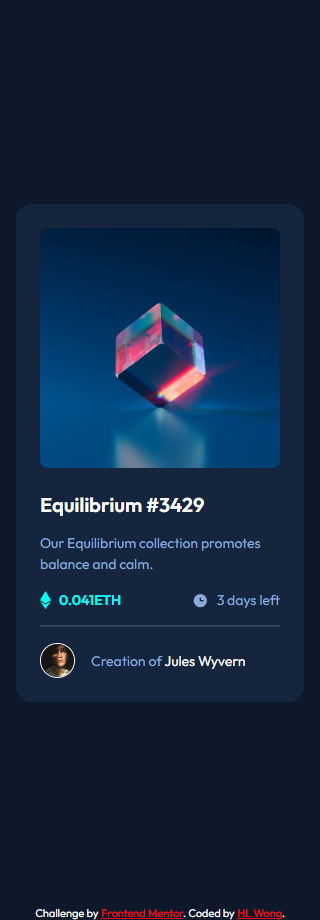 Equilibrium #3429
Our Equilibrium collection promotes
balance and calm.
0.041ETH 3 days left
Creation of Jules Wyvern
Challenge by Frontend Mentor. Coded by HL Wong.